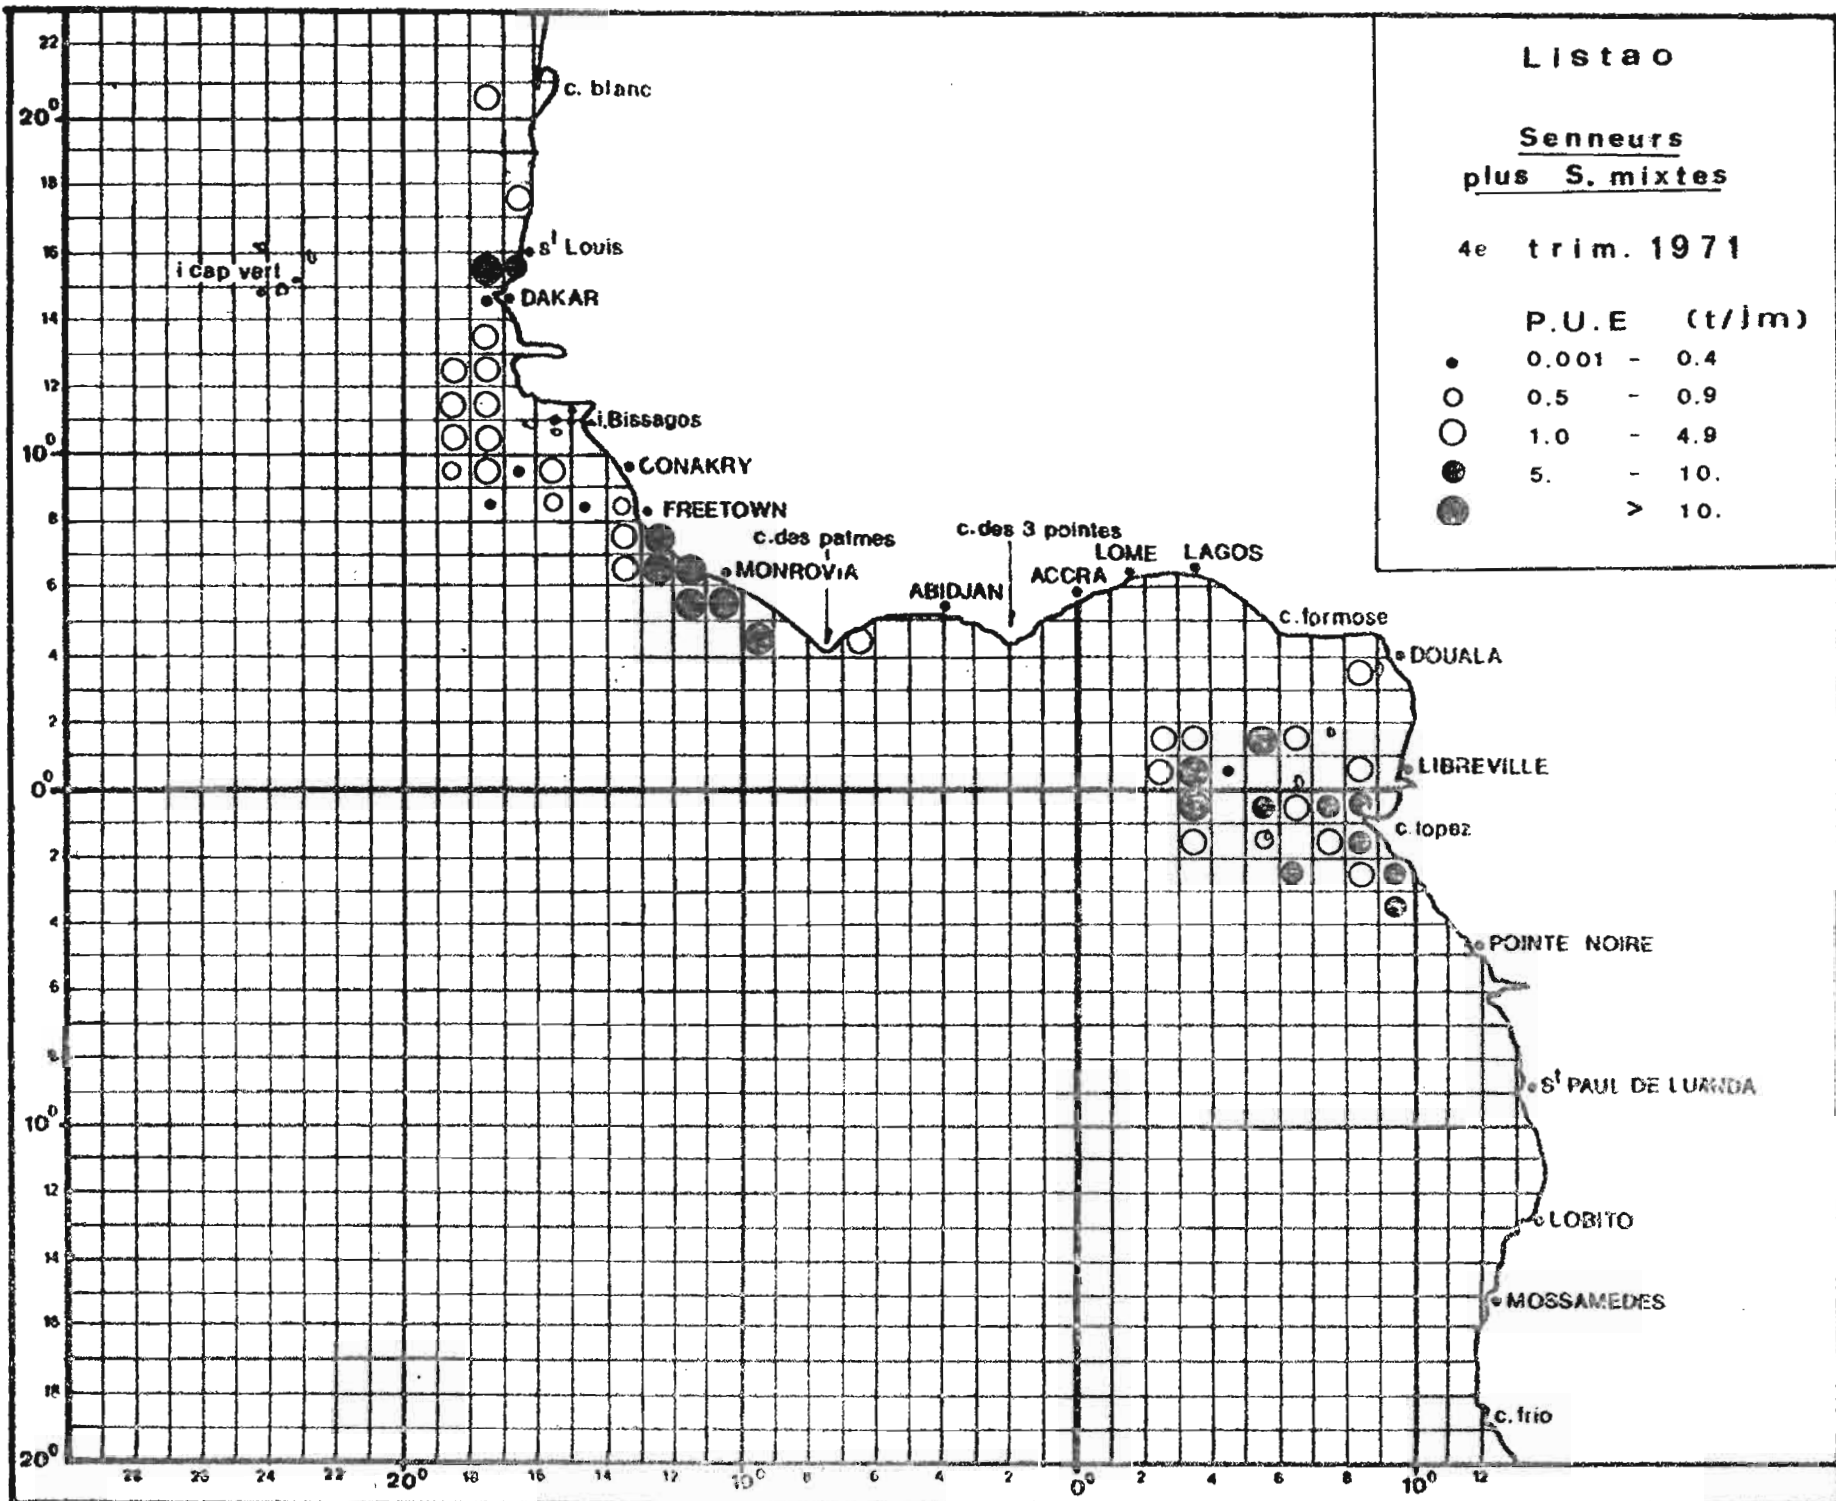 Listao
Senneurs
plus S. mixtes
4e trim. 1971
P.U.E (t/jm)
0.001 - 0.4
0.5 - 0.9
1.0 - 4.9
5. - 10.
> 10.
c. blanc
st Louis
i cap vert
DAKAR
i.Bissagos
CONAKRY
FREETOWN
c.des palmes
c.des 3 pointes
MONROVIA
ABIDJAN
ACCRA
LOME
LAGOS
c.formose
DOUALA
LIBREVILLE
c.lopez
POINTE NOIRE
St PAUL DE LUANDA
LOBITO
MOSSAMEDES
c.frio
22
20°
18
16
14
12
10°
8
6
4
2
0°
2
4
6
8
10°
12
14
16
18
20°
28 26 24 22 20° 18 16 14 12 10° 8 6 4 2 0° 2 4 6 8 10° 12